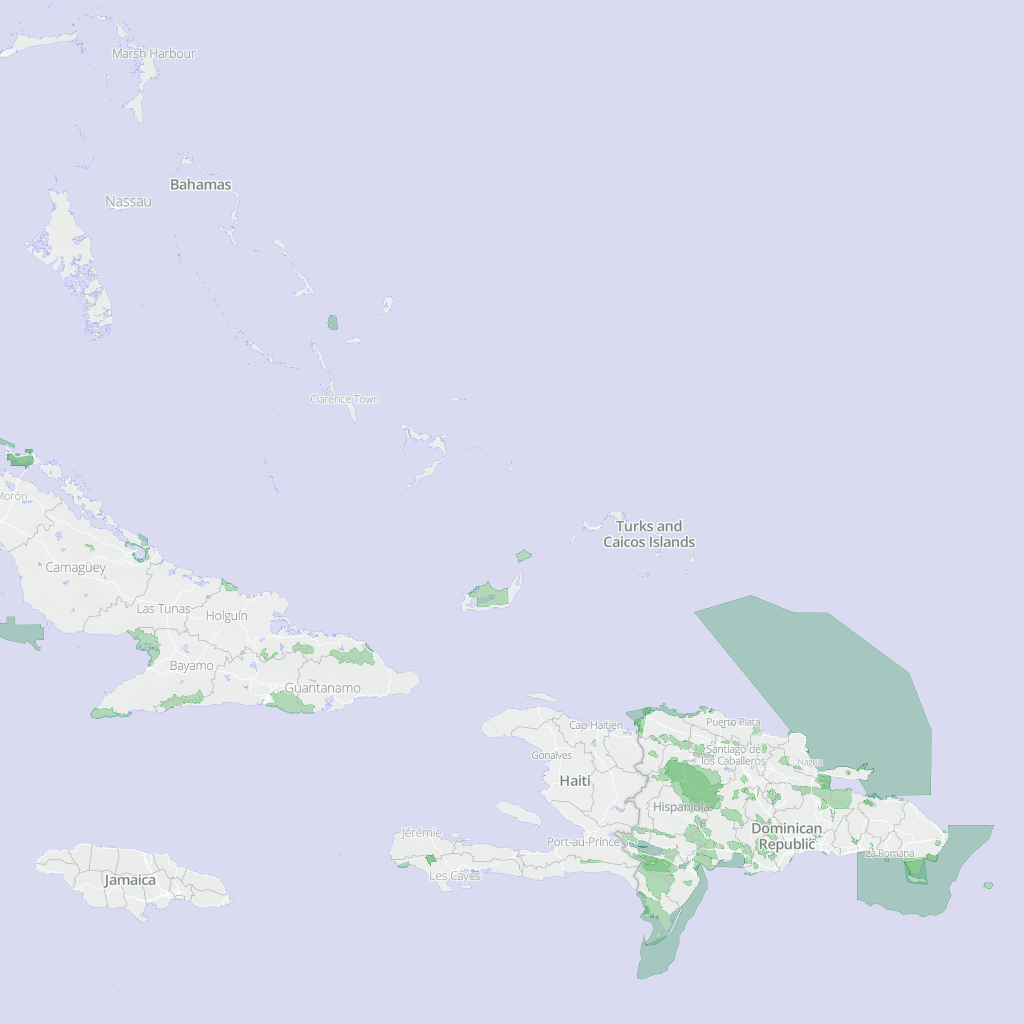 Marsh Harbour
Bahamas
Nassau
Clarence Town
Morón
Turks and
Caicos Islands
Camagüey
Las Tunas
Holguín
Bayamo
Guantanamo
Cap-Haïtien
Puerto Plata
Gonaïves
Santiago de
los Caballeros
Nagua
Haiti
Hispaniola
Jérémie
Port-au-Prince
Dominican
Republic
La Romana
Jamaica
Les Cayes